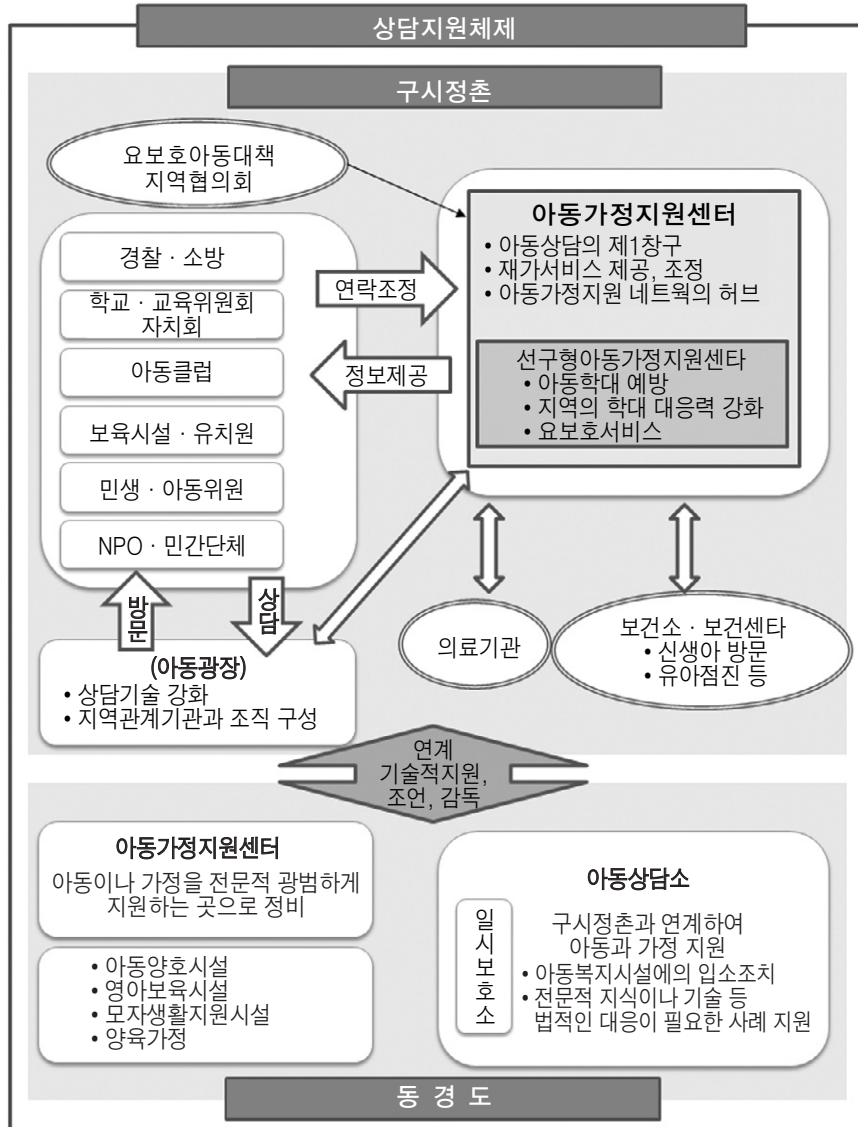 상담지원체제
구시정촌
요보호아동대책
지역협의회
경찰 · 소방
학교 · 교육위원회
자치회
아동클럽
보육시설 · 유치원
민생 · 아동위원
NPO · 민간단체
연락조정
정보제공
아동가정지원센터
• 아동상담의 제1창구
• 재가서비스 제공, 조정
• 아동가정지원 네트웍의 허브
선구형아동가정지원센타
• 아동학대 예방
• 지역의 학대 대응력 강화
• 요보호서비스
방문
상담
(아동광장)
• 상담기술 강화
• 지역관계기관과 조직 구성
의료기관
보건소 · 보건센타
• 신생아 방문
• 유아점진 등
연계
기술적지원,
조언, 감독
아동가정지원센터
아동이나 가정을 전문적 광범하게
지원하는 곳으로 정비
• 아동양호시설
• 영아보육시설
• 모자생활지원시설
• 양육가정
아동상담소
일시보호소
구시정촌과 연계하여
아동과 가정 지원
• 아동복지시설에의 입소조치
• 전문적 지식이나 기술 등
법적인 대응이 필요한 사례 지원
동 경 도